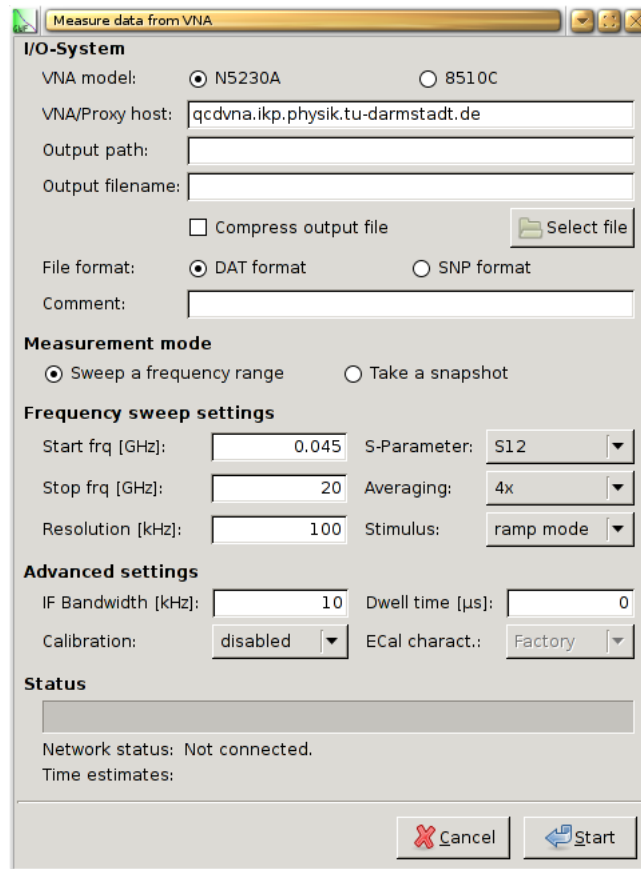 Measure data from VNA
I/O-System
VNA model: N5230A 8510C
VNA/Proxy host: qcdvna.ikp.physik.tu-darmstadt.de
Output path:
Output filename:
Compress output file Select file
File format: DAT format SNP format
Comment:
Measurement mode
Sweep a frequency range Take a snapshot
Frequency sweep settings
Start frq [GHz]: 0.045 S-Parameter: S12
Stop frq [GHz]: 20 Averaging: 4x
Resolution [kHz]: 100 Stimulus: ramp mode
Advanced settings
IF Bandwidth [kHz]: 10 Dwell time [µs]: 0
Calibration: disabled ECal charact.: Factory
Status
Network status: Not connected.
Time estimates:
Cancel Start